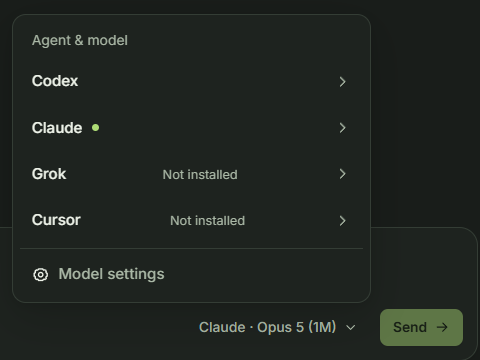 Agent & model
Codex
Claude
Grok Not installed
Cursor Not installed
Model settings
Claude · Opus 5 (1M) Send →